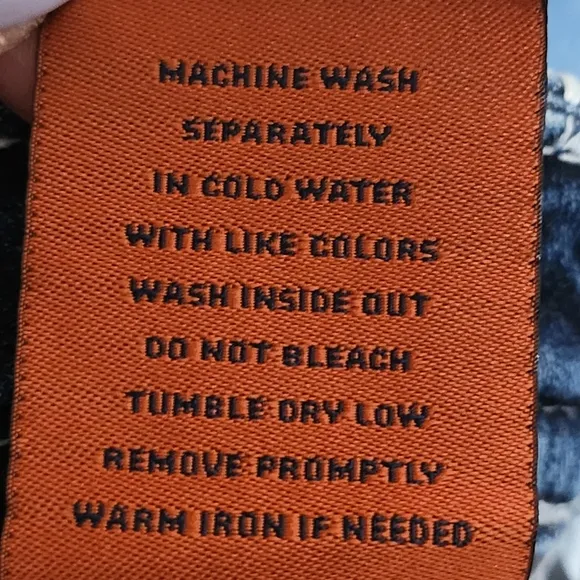 MACHINE WASH
SEPARATELY
IN COLD WATER
WITH LIKE COLORS
WASH INSIDE OUT
DO NOT BLEACH
TUMBLE DRY LOW
REMOVE PROMPTLY
WARM IRON IF NEEDED